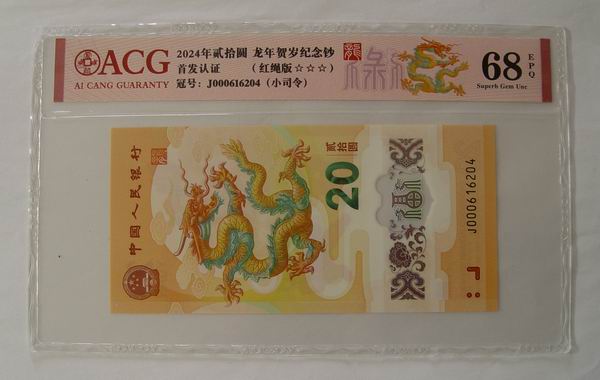 ACG
AI CANG GUARANTY
2024年贰拾圆 龙年贺岁纪念钞
首发认证 (红绳版☆☆☆)
冠号: J000616204 (小司令)
68
EPQ
Superb Gem Unc
中国人民银行
贰拾圆
20
J000616204